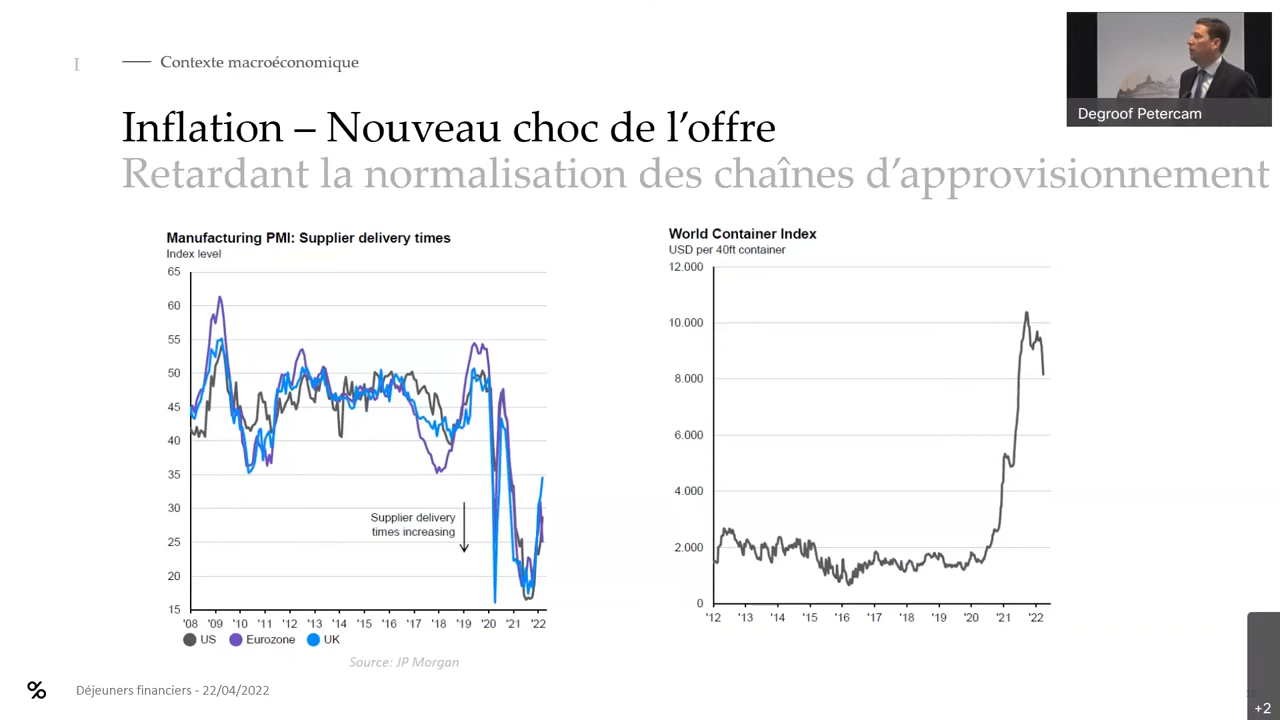 I
Contexte macroéconomique
Degroof Petercam
Inflation – Nouveau choc de l'offre
Retardant la normalisation des chaînes d'approvisionnement
Manufacturing PMI: Supplier delivery times
Index level
65
60
55
50
45
40
35
30
25
20
15
Supplier delivery
times increasing
'08 '09 '10 '11 '12 '13 '14 '15 '16 '17 '18 '19 '20 '21 '22
US Eurozone UK
World Container Index
USD per 40ft container
12.000
10.000
8.000
6.000
4.000
2.000
0
'12 '13 '14 '15 '16 '17 '18 '19 '20 '21 '22
Source: JP Morgan
Déjeuners financiers - 22/04/2022
+2